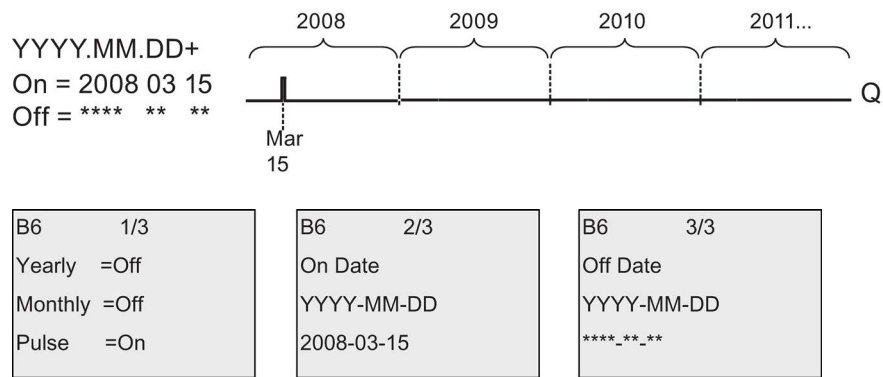 2008 2009 2010 2011...
YYYY.MM.DD+
On = 2008 03 15
Off = **** ** **
Q
Mar
15
B6 1/3
Yearly =Off
Monthly =Off
Pulse =On
B6 2/3
On Date
YYYY-MM-DD
2008-03-15
B6 3/3
Off Date
YYYY-MM-DD
****-**-**